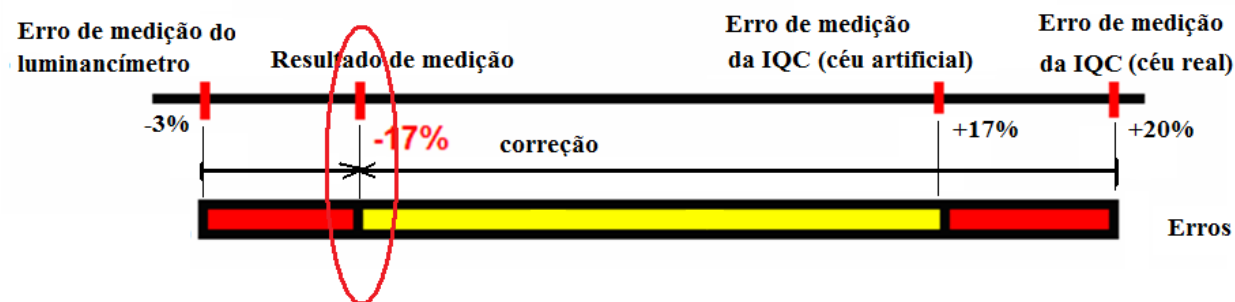 Erro de medição do
luminancímetro
Resultado de medição
Erro de medição
da IQC (céu artificial)
Erro de medição
da IQC (céu real)
-3%
-17%
correção
+17%
+20%
Erros